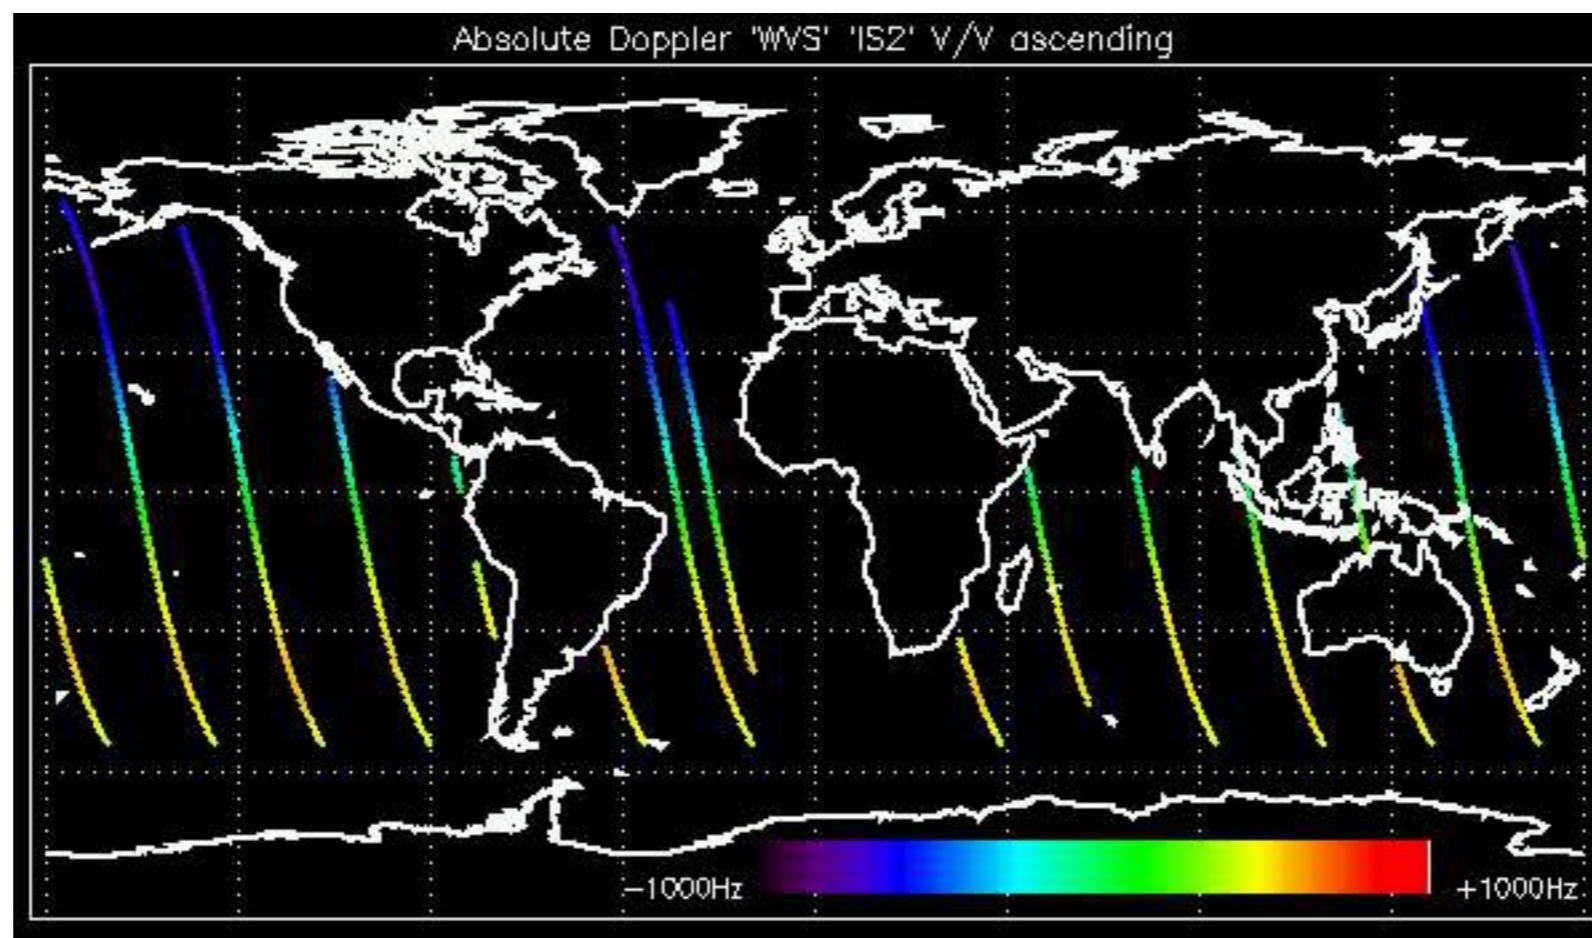 Absolute Doppler 'WVS' 'IS2' V/V ascending
−1000Hz +1000Hz